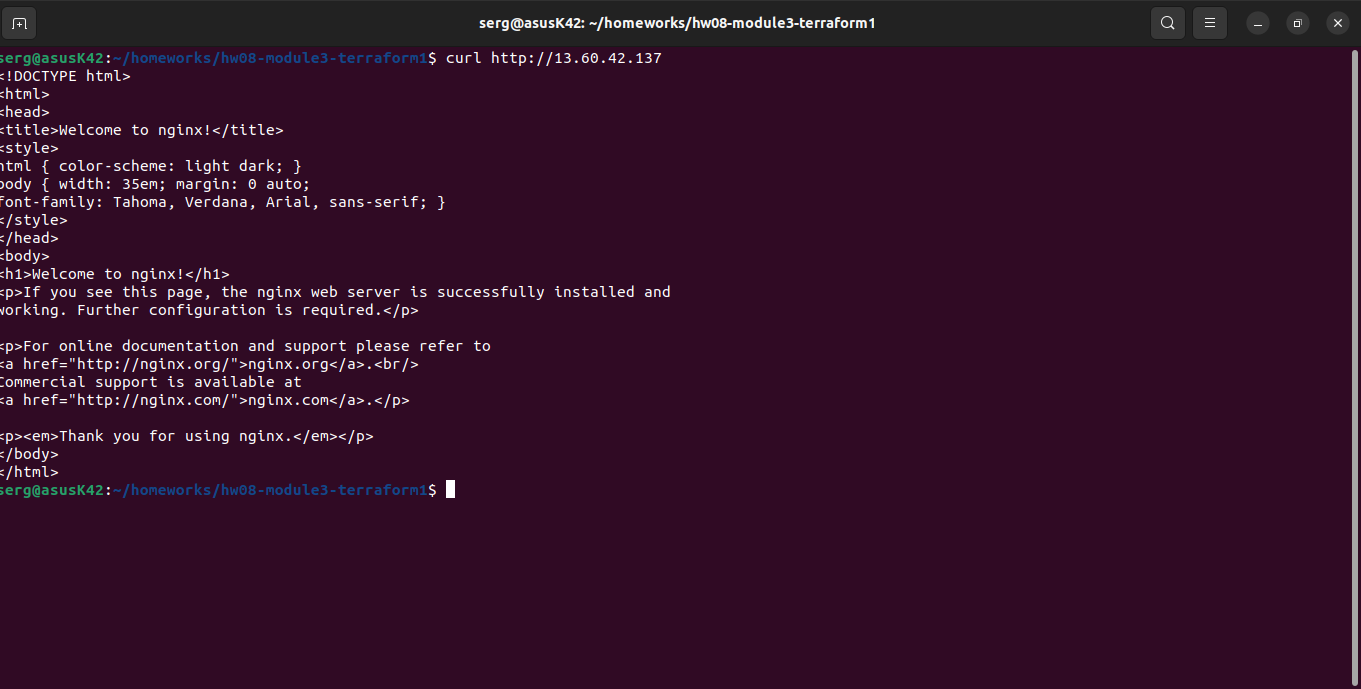 serg@asusK42: ~/homeworks/hw08-module3-terraform1
serg@asusK42:~/homeworks/hw08-module3-terraform1$ curl http://13.60.42.137
<!DOCTYPE html>
<html>
<head>
<title>Welcome to nginx!</title>
<style>
html { color-scheme: light dark; }
body { width: 35em; margin: 0 auto;
font-family: Tahoma, Verdana, Arial, sans-serif; }
</style>
</head>
<body>
<h1>Welcome to nginx!</h1>
<p>If you see this page, the nginx web server is successfully installed and
working. Further configuration is required.</p>

<p>For online documentation and support please refer to
<a href="http://nginx.org/">nginx.org</a>.<br/>
Commercial support is available at
<a href="http://nginx.com/">nginx.com</a>.</p>

<p><em>Thank you for using nginx.</em></p>
</body>
</html>
serg@asusK42:~/homeworks/hw08-module3-terraform1$